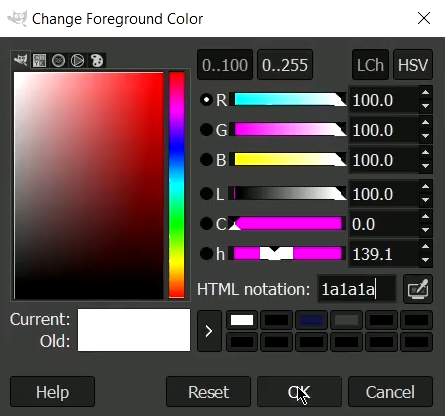 Change Foreground Color
0..100 0..255 LCh HSV
R 100.0
G 100.0
B 100.0
L 100.0
C 0.0
h 139.1
HTML notation: 1a1a1a
Current:
Old:
Help Reset OK Cancel